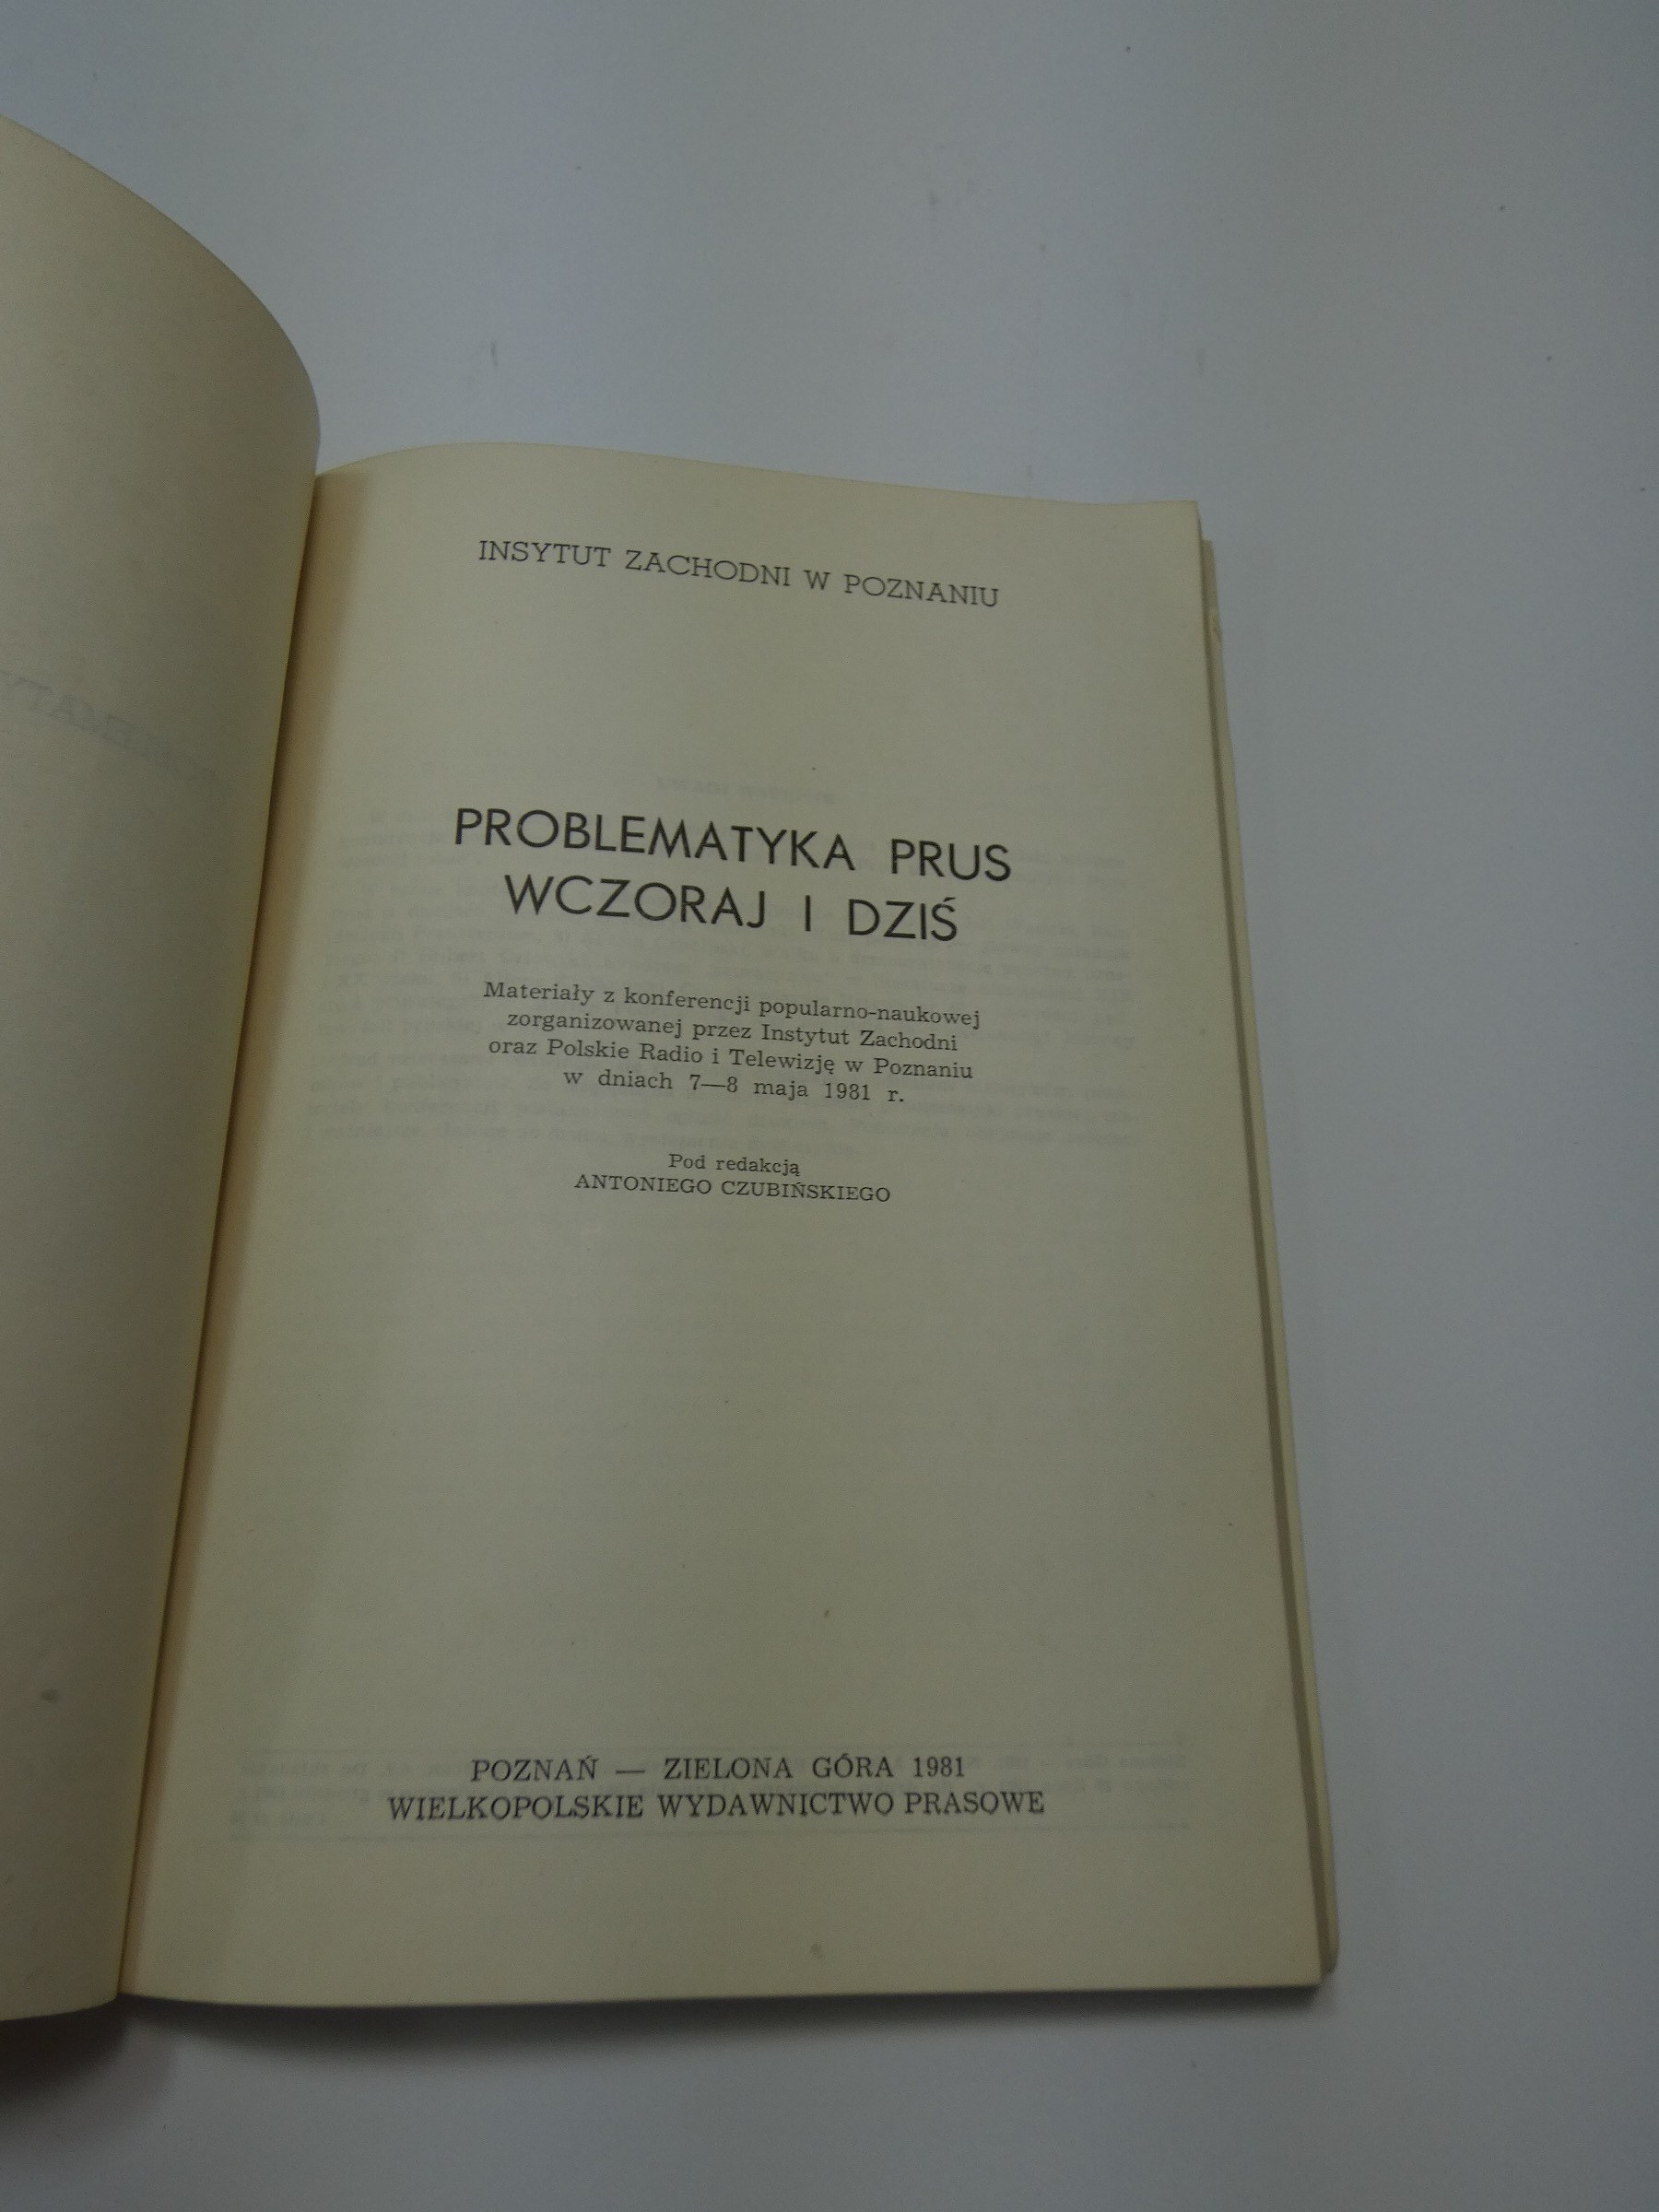 INSYTUT ZACHODNI W POZNANIU
PROBLEMATYKA PRUS
WCZORAJ I DZIŚ
Materiały z konferencji popularno-naukowej
zorganizowanej przez Instytut Zachodni
oraz Polskie Radio i Telewizję w Poznaniu
w dniach 7—8 maja 1981 r.
Pod redakcją
ANTONIEGO CZUBIŃSKIEGO
POZNAŃ — ZIELONA GÓRA 1981
WIELKOPOLSKIE WYDAWNICTWO PRASOWE